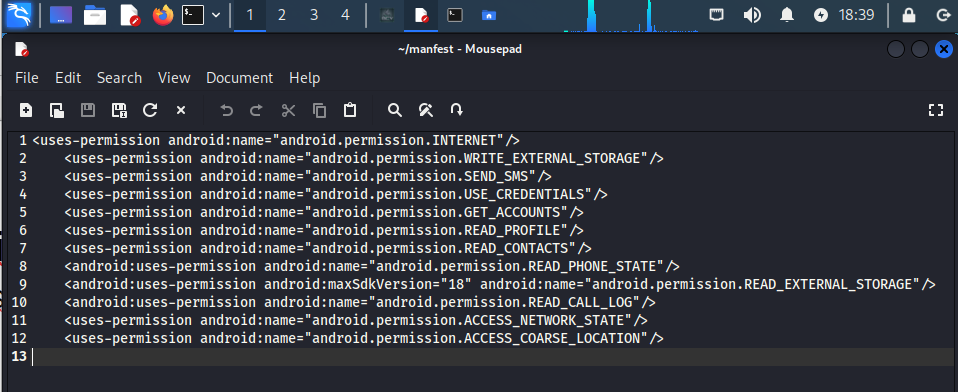 1 2 3 4 18:39
~/manfest - Mousepad
File Edit Search View Document Help
1 <uses-permission android:name="android.permission.INTERNET"/>
2     <uses-permission android:name="android.permission.WRITE_EXTERNAL_STORAGE"/>
3     <uses-permission android:name="android.permission.SEND_SMS"/>
4     <uses-permission android:name="android.permission.USE_CREDENTIALS"/>
5     <uses-permission android:name="android.permission.GET_ACCOUNTS"/>
6     <uses-permission android:name="android.permission.READ_PROFILE"/>
7     <uses-permission android:name="android.permission.READ_CONTACTS"/>
8     <android:uses-permission android:name="android.permission.READ_PHONE_STATE"/>
9     <android:uses-permission android:maxSdkVersion="18" android:name="android.permission.READ_EXTERNAL_STORAGE"/>
10     <android:uses-permission android:name="android.permission.READ_CALL_LOG"/>
11     <uses-permission android:name="android.permission.ACCESS_NETWORK_STATE"/>
12     <uses-permission android:name="android.permission.ACCESS_COARSE_LOCATION"/>
13